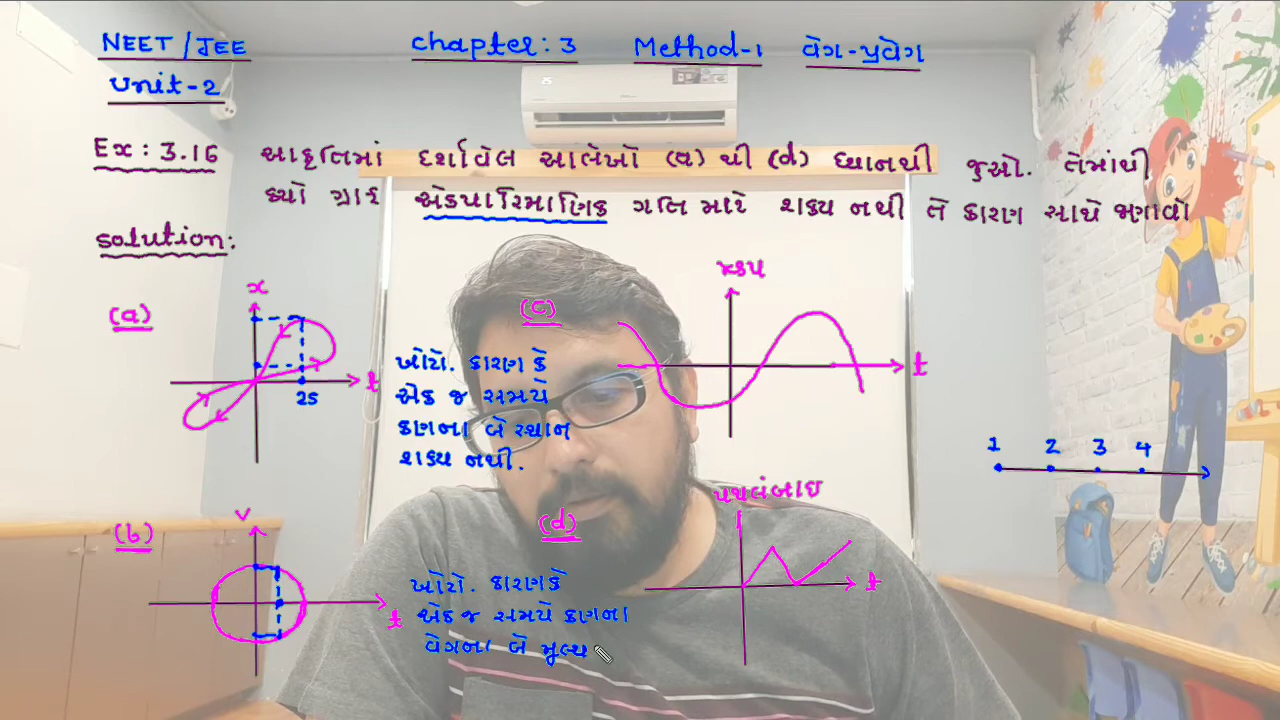 NEET/JEE
Unit-2
Chapter: 3 Method-1 વેગ-પ્રવેગ
Ex: 3.16 આકૃતિમાં દર્શાવેલ આલેખો (a) થી (d) ધ્યાનથી જુઓ. તેમાંથી
ક્યો ગ્રાફ એકપારિમાણિક ગતિ માટે શક્ય નથી તે કારણ સાથે જણાવો
Solution:
(a)
x
t
2s
ખોટો. કારણ કે
એક જ સમયે
કણના બે સ્થાન
શક્ય નથી.
(c)
ઝડપ
t
1 2 3 4
(b)
v
t
ખોટો. કારણકે
એક જ સમયે કણના
વેગના બે મૂલ્ય
(d)
પથલંબાઇ
t